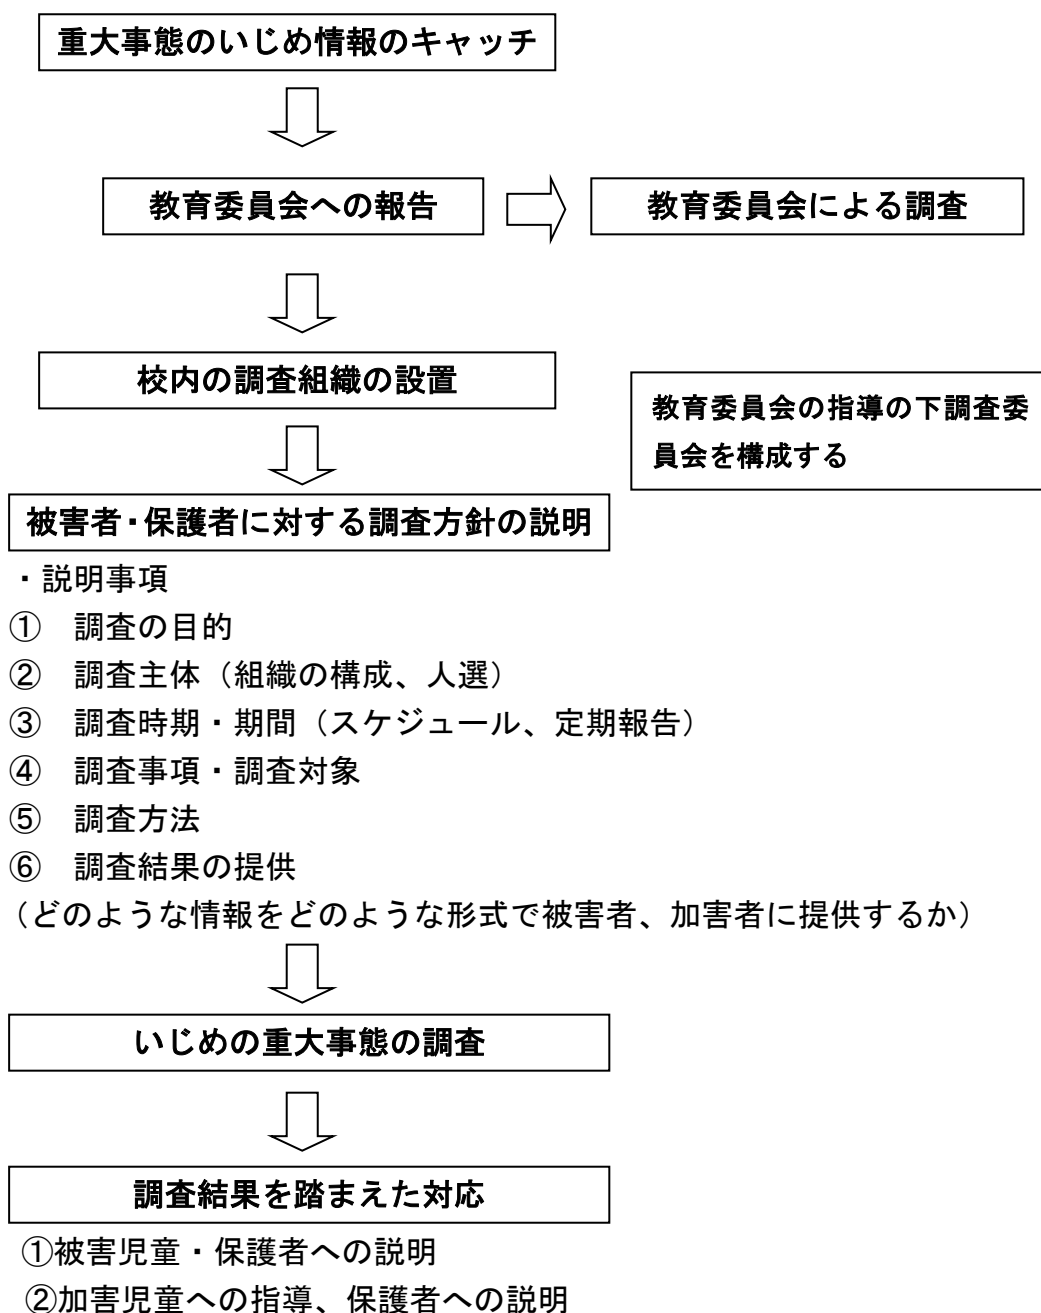 重大事態のいじめ情報のキャッチ
教育委員会への報告
教育委員会による調査
校内の調査組織の設置
教育委員会の指導の下調査委
員会を構成する
被害者・保護者に対する調査方針の説明
・説明事項
① 調査の目的
② 調査主体（組織の構成、人選）
③ 調査時期・期間（スケジュール、定期報告）
④ 調査事項・調査対象
⑤ 調査方法
⑥ 調査結果の提供
（どのような情報をどのような形式で被害者、加害者に提供するか）
いじめの重大事態の調査
調査結果を踏まえた対応
①被害児童・保護者への説明
②加害児童への指導、保護者への説明